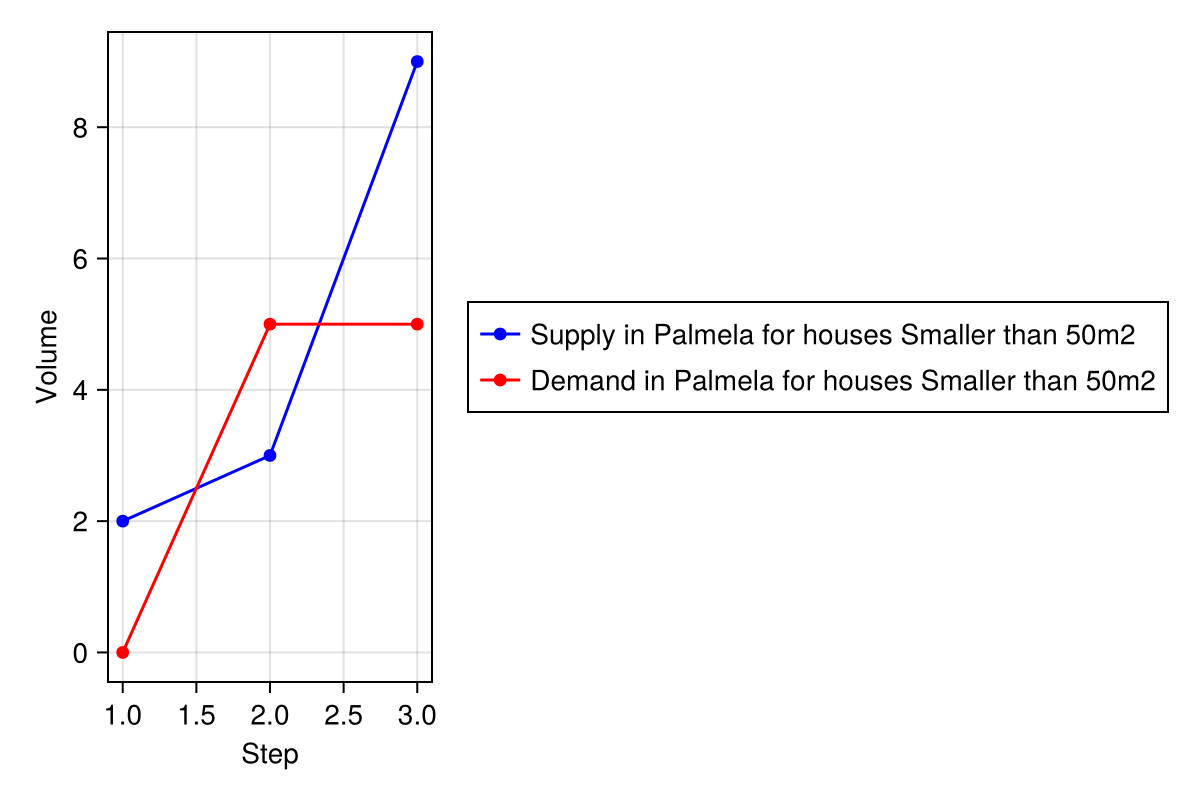 8
6
4
2
0
Volume
1.0 1.5 2.0 2.5 3.0
Step
Supply in Palmela for houses Smaller than 50m2
Demand in Palmela for houses Smaller than 50m2